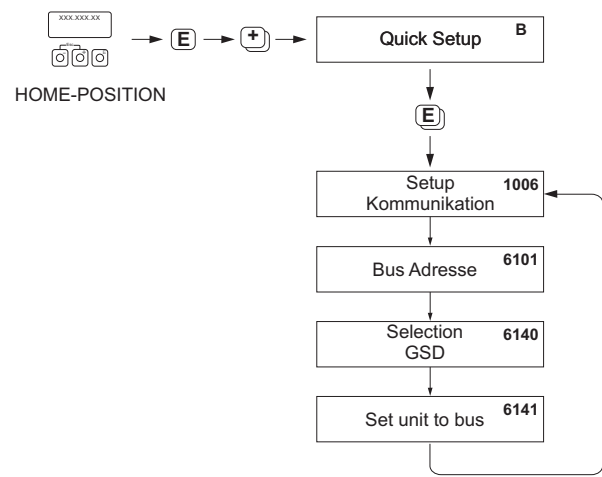 XXX.XXX.XX
E
+
Quick Setup
B
HOME-POSITION
E
Setup
Kommunikation
1006
Bus Adresse
6101
Selection
GSD
6140
Set unit to bus
6141